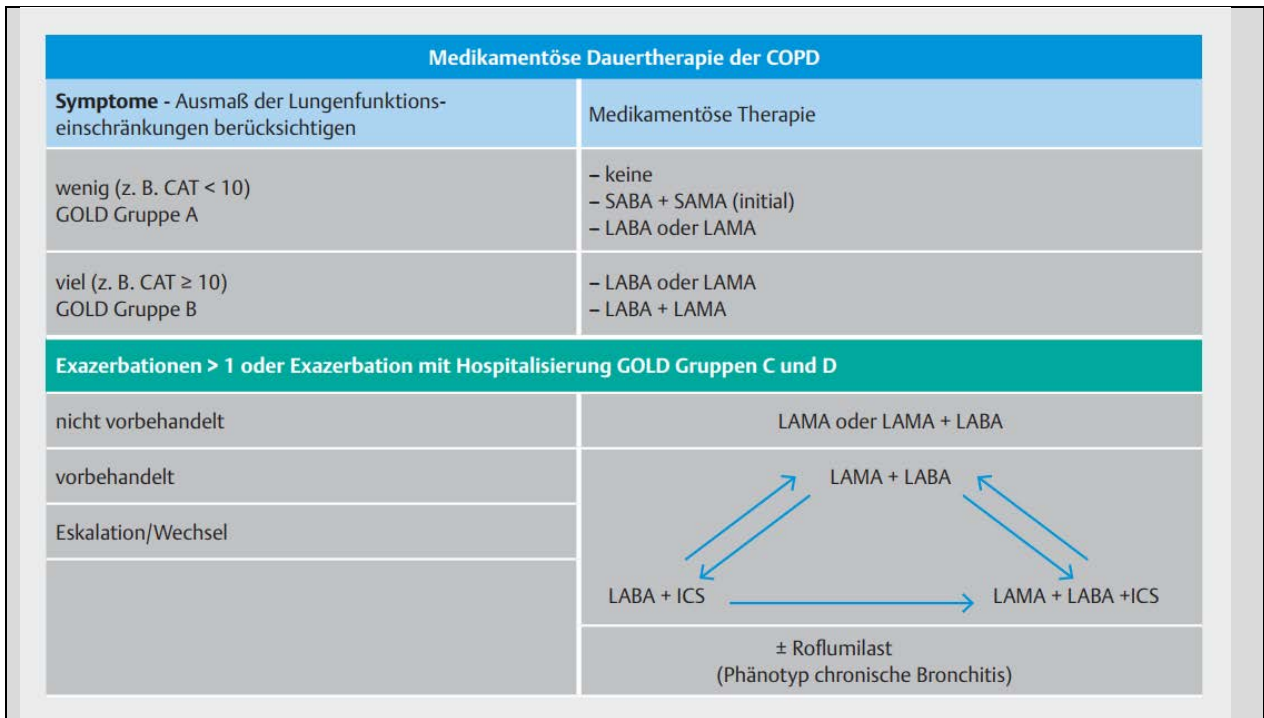 Medikamentöse Dauertherapie der COPD
Symptome - Ausmaß der Lungenfunktions-
einschränkungen berücksichtigen
Medikamentöse Therapie
wenig (z. B. CAT < 10)
GOLD Gruppe A
– keine
– SABA + SAMA (initial)
– LABA oder LAMA
viel (z. B. CAT ≥ 10)
GOLD Gruppe B
– LABA oder LAMA
– LABA + LAMA
Exazerbationen > 1 oder Exazerbation mit Hospitalisierung GOLD Gruppen C und D
nicht vorbehandelt
LAMA oder LAMA + LABA
vorbehandelt
LAMA + LABA
Eskalation/Wechsel
LABA + ICS
LAMA + LABA +ICS
± Roflumilast
(Phänotyp chronische Bronchitis)